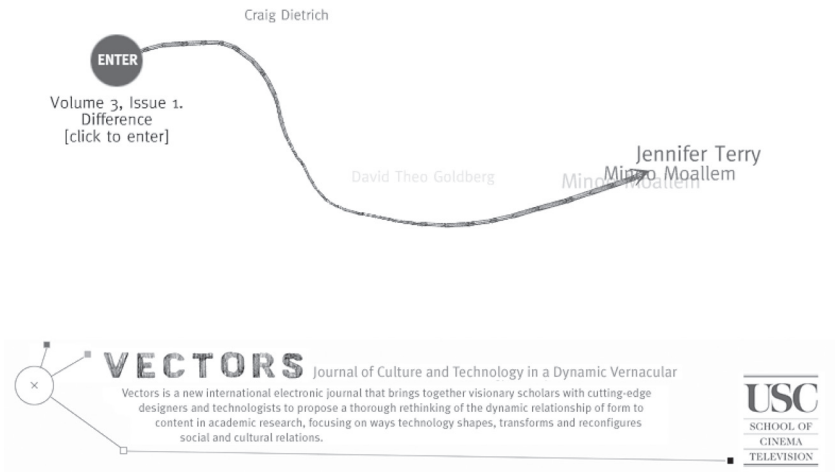 Craig Dietrich
ENTER
Volume 3, Issue 1.
Difference
[click to enter]
Jennifer Terry
Minoo Moallem
David Theo Goldberg
Minoo Moallem
VECTORS Journal of Culture and Technology in a Dynamic Vernacular
Vectors is a new international electronic journal that brings together visionary scholars with cutting-edge
designers and technologists to propose a thorough rethinking of the dynamic relationship of form to
content in academic research, focusing on ways technology shapes, transforms and reconfigures
social and cultural relations.
USC
SCHOOL OF
CINEMA
TELEVISION